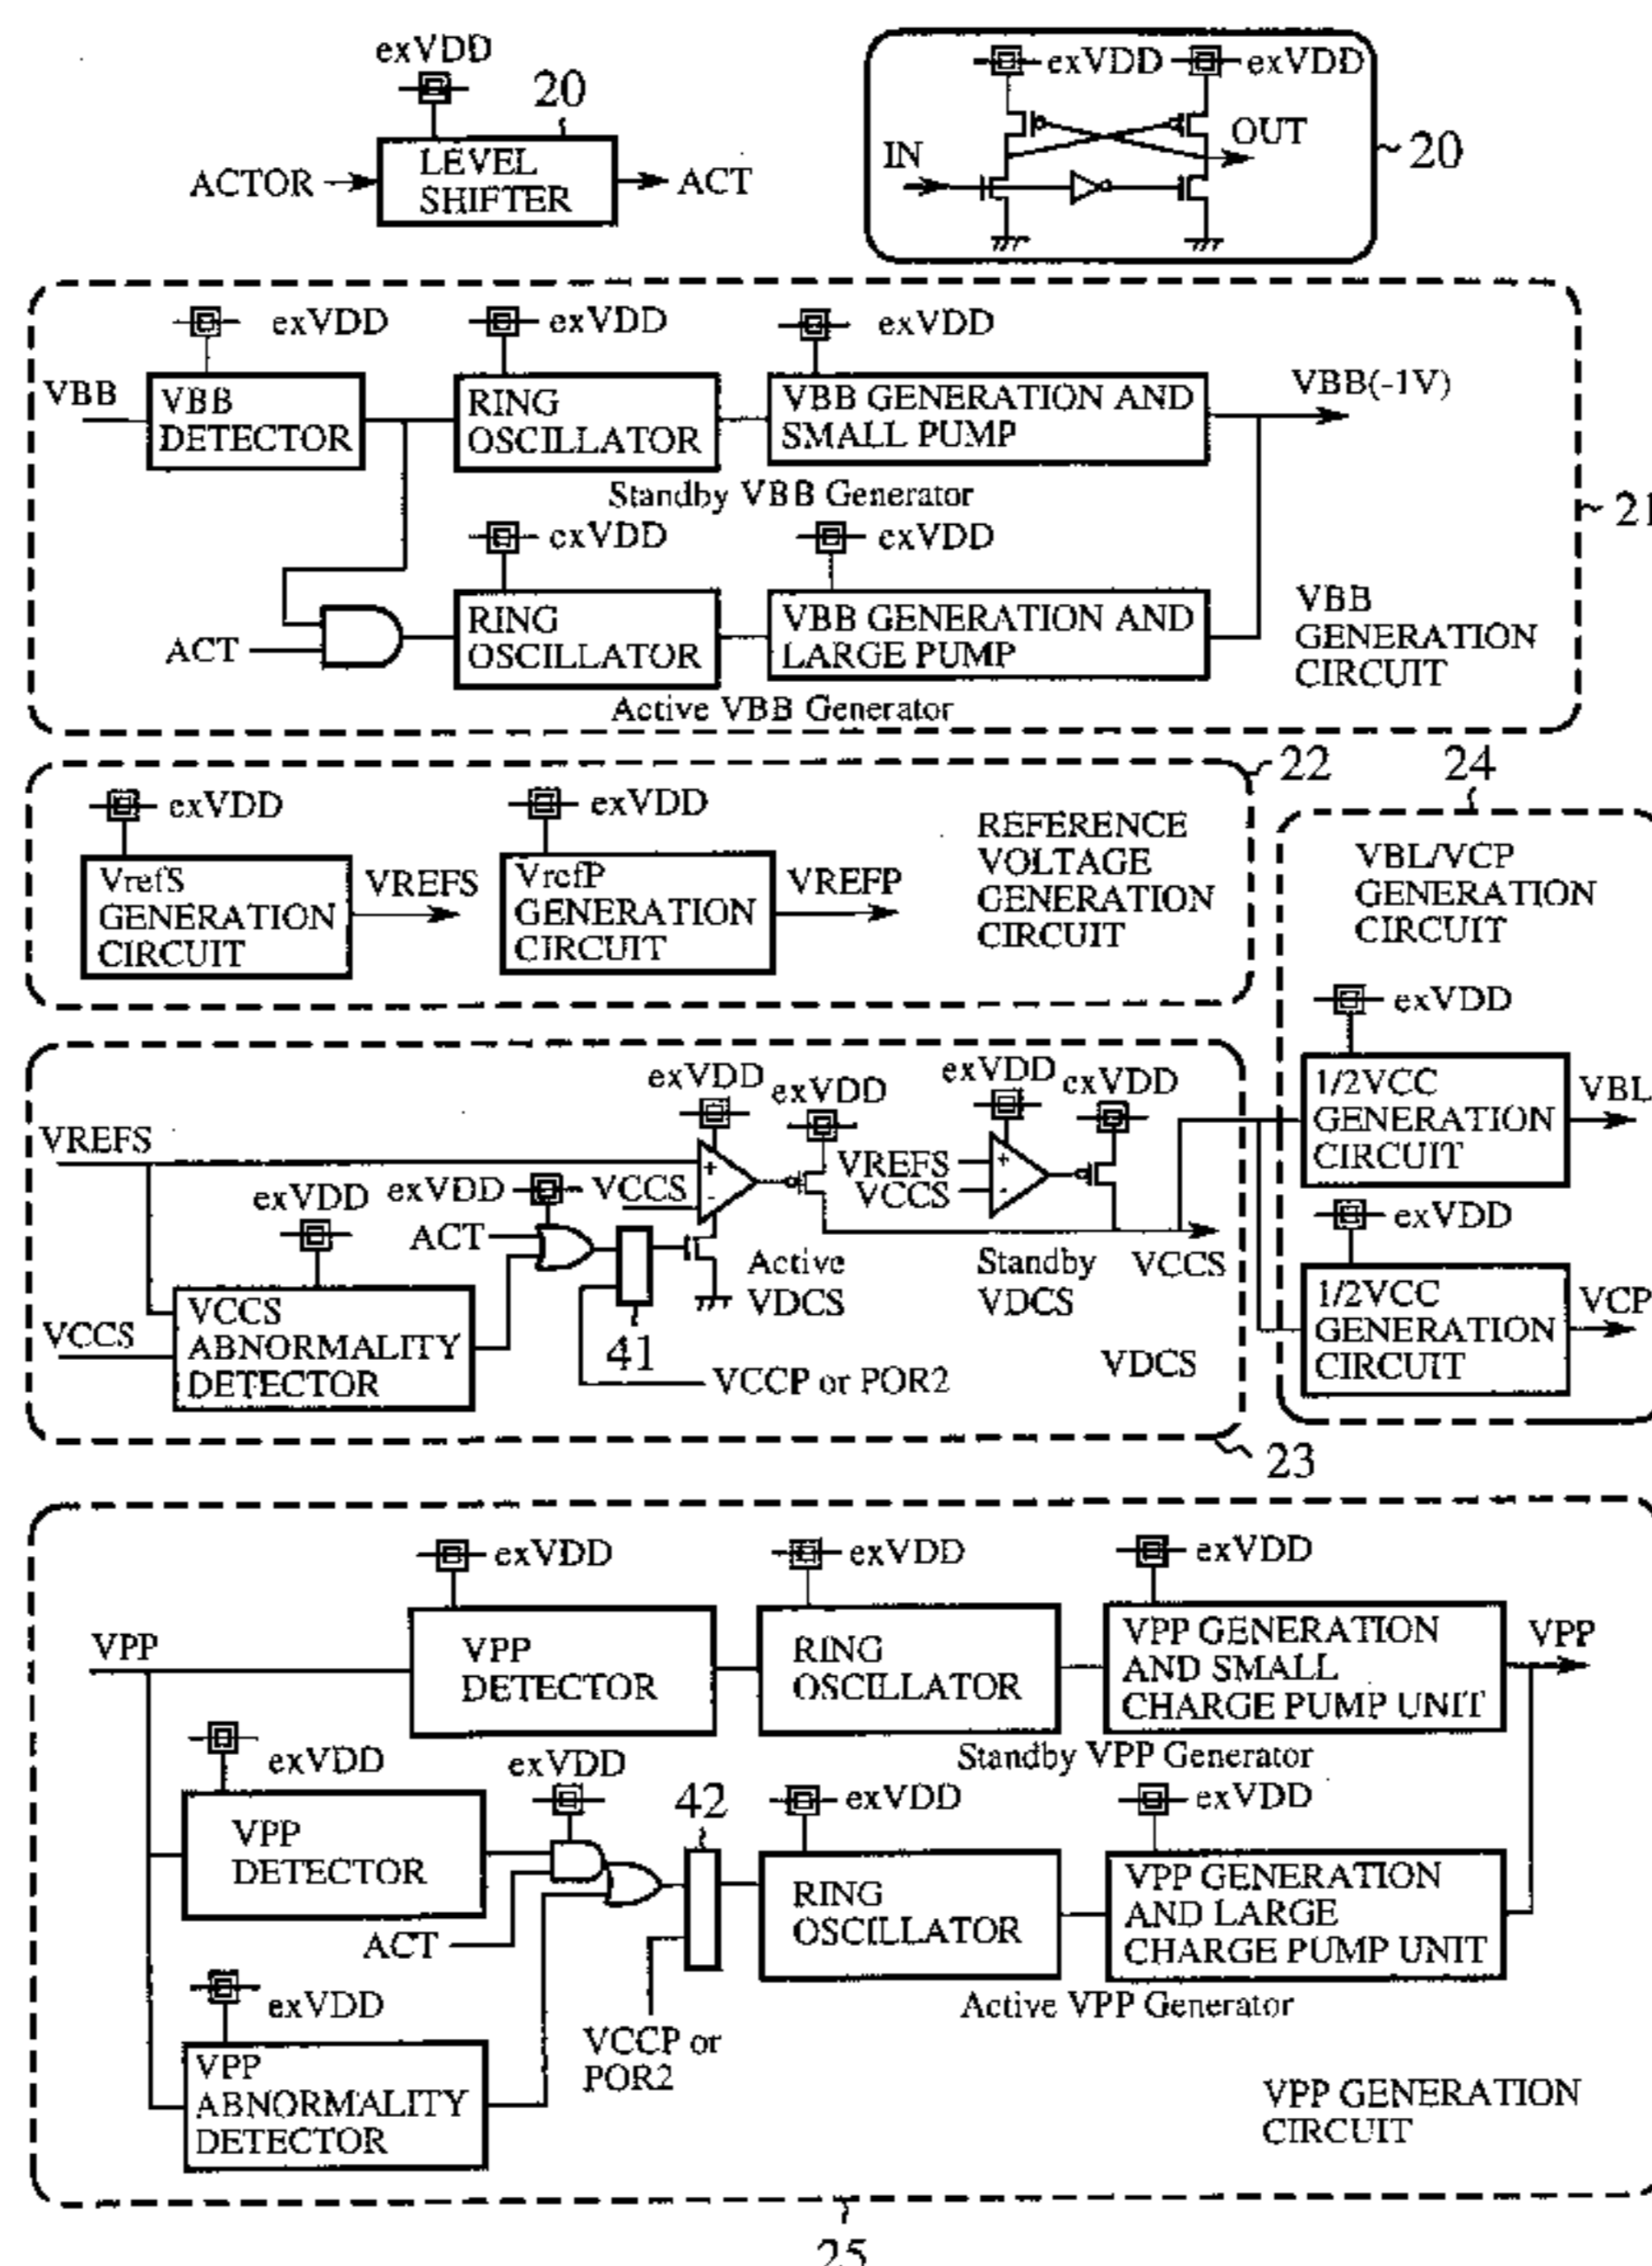 exVDD
20
ACTOR
LEVEL
SHIFTER
ACT
exVDD
exVDD
IN
OUT
20
exVDD
exVDD
exVDD
VBB
VBB
DETECTOR
RING
OSCILLATOR
VBB GENERATION AND
SMALL PUMP
VBB(-1V)
Standby VBB Generator
21
exVDD
exVDD
ACT
RING
OSCILLATOR
VBB GENERATION AND
LARGE PUMP
VBB
GENERATION
CIRCUIT
Active VBB Generator
22
24
exVDD
exVDD
VrefS
GENERATION
CIRCUIT
VREFS
VrefP
GENERATION
CIRCUIT
VREFP
REFERENCE
VOLTAGE
GENERATION
CIRCUIT
VBL/VCP
GENERATION
CIRCUIT
exVDD
1/2VCC
GENERATION
CIRCUIT
VBL
exVDD
1/2VCC
GENERATION
CIRCUIT
VCP
exVDD
exVDD
exVDD
exVDD
VREFS
+
-
VREFS
VCCS
+
-
exVDD
exVDD
VCCS
ACT
Active
VDCS
Standby
VDCS
VCCS
VCCS
VCCS
ABNORMALITY
DETECTOR
41
VCCP or POR2
VDCS
23
exVDD
exVDD
exVDD
VPP
VPP
DETECTOR
RING
OSCILLATOR
VPP GENERATION
AND SMALL
CHARGE PUMP UNIT
VPP
Standby VPP Generator
exVDD
exVDD
42
exVDD
exVDD
VPP
DETECTOR
ACT
RING
OSCILLATOR
VPP GENERATION
AND LARGE
CHARGE PUMP UNIT
Active VPP Generator
exVDD
VCCP or
POR2
VPP
ABNORMALITY
DETECTOR
VPP GENERATION
CIRCUIT
25